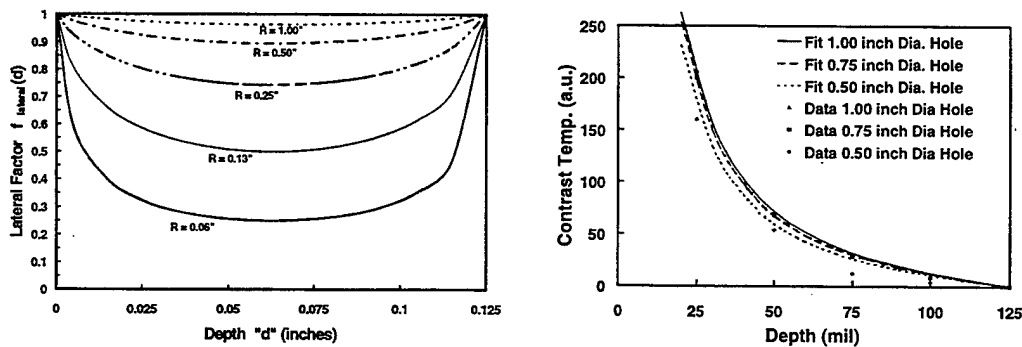 1
0.9
0.8
0.7
0.6
0.5
0.4
0.3
0.2
0.1
0
Lateral Factor f lateral (d)
R = 1.00"
R = 0.50"
R = 0.25"
R = 0.13"
R = 0.06"
0 0.025 0.05 0.075 0.1 0.125
Depth "d" (inches)
250
200
150
100
50
0
Contrast Temp. (a.u.)
Fit 1.00 inch Dia. Hole
Fit 0.75 inch Dia. Hole
Fit 0.50 inch. Dia. Hole
Data 1.00 inch Dia Hole
Data 0.75 inch Dia Hole
Data 0.50 inch Dia Hole
0 25 50 75 100 125
Depth (mil)